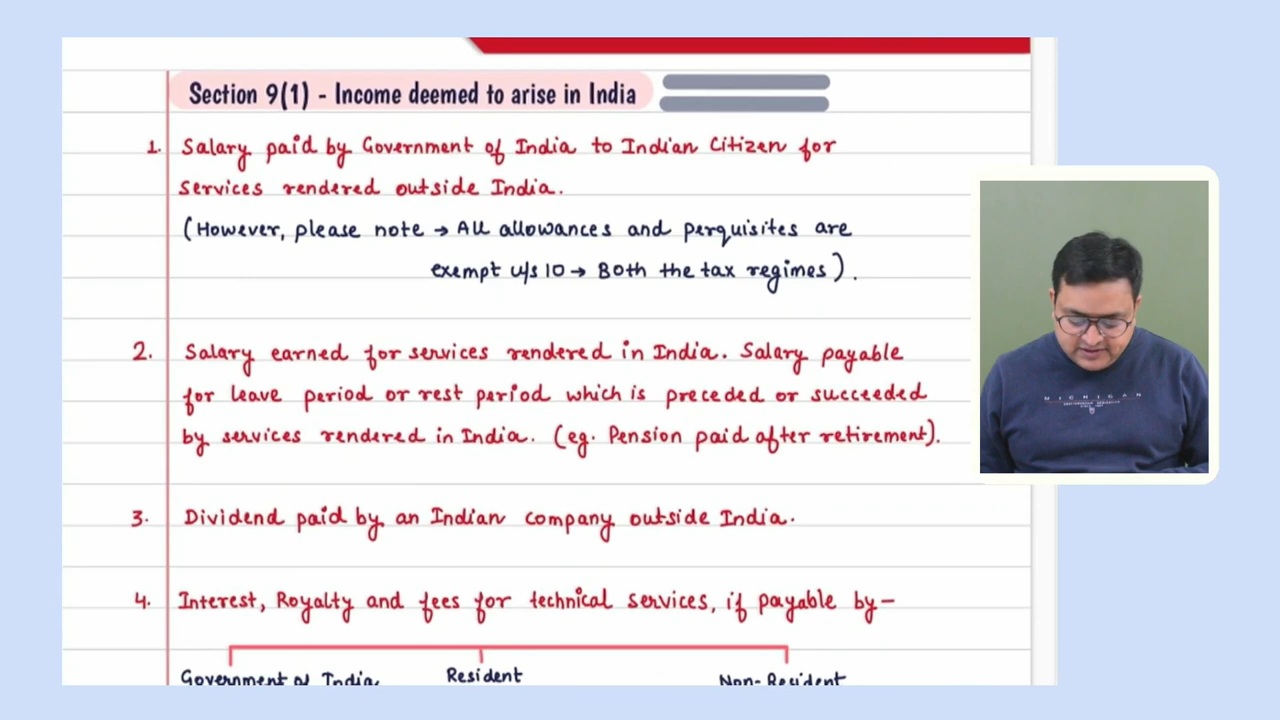 Section 9(1) - Income deemed to arise in India
1. Salary paid by Government of India to Indian Citizen for
services rendered outside India.
(However, please note → All allowances and perquisites are
exempt u/s 10 → Both the tax regimes).
2. Salary earned for services rendered in India. Salary payable
for leave period or rest period which is preceded or succeeded
by services rendered in India. (eg. Pension paid after retirement).
3. Dividend paid by an Indian company outside India.
4. Interest, Royalty and fees for technical services, if payable by-
Government of India Resident Non-Resident
MICHIGAN